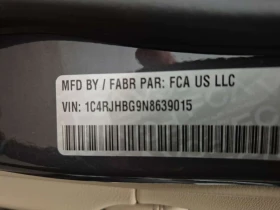 MFD BY / FABR PAR: FCA US LLC
VIN: 1C4RJHBG9N8639015